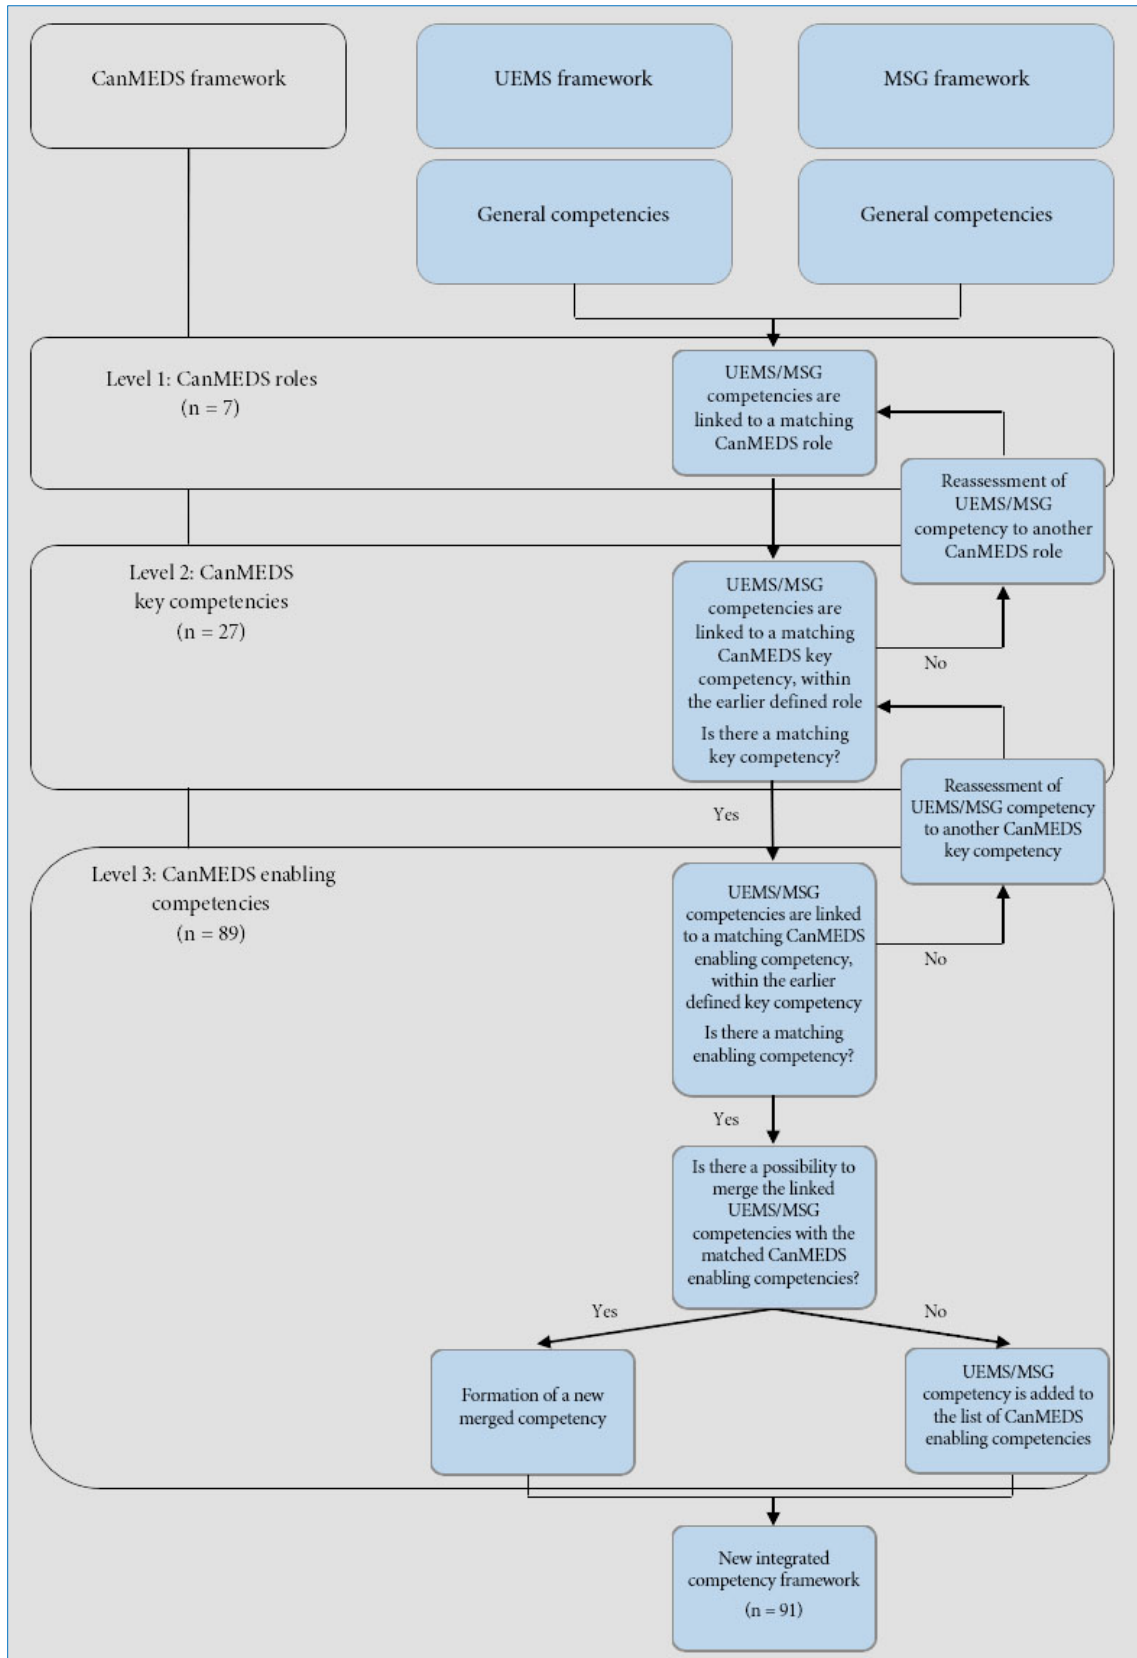 CanMEDS framework
UEMS framework
MSG framework
General competencies
General competencies
Level 1: CanMEDS roles
(n = 7)
UEMS/MSG
competencies are
linked to a matching
CanMEDS role
Reassessment of
UEMS/MSG
competency to another
CanMEDS role
Level 2: CanMEDS
key competencies
(n = 27)
UEMS/MSG
competencies are
linked to a matching
CanMEDS key
competency, within
the earlier defined role
Is there a matching
key competency?
No
Yes
Reassessment of
UEMS/MSG competency
to another CanMEDS
key competency
Level 3: CanMEDS enabling
competencies
(n = 89)
UEMS/MSG
competencies are linked
to a matching CanMEDS
enabling competency,
within the earlier
defined key competency
Is there a matching
enabling competency?
No
Yes
Is there a possibility to
merge the linked
UEMS/MSG
competencies with the
matched CanMEDS
enabling competencies?
Yes
No
Formation of a new
merged competency
UEMS/MSG
competency is added to
the list of CanMEDS
enabling competencies
New integrated
competency framework
(n = 91)